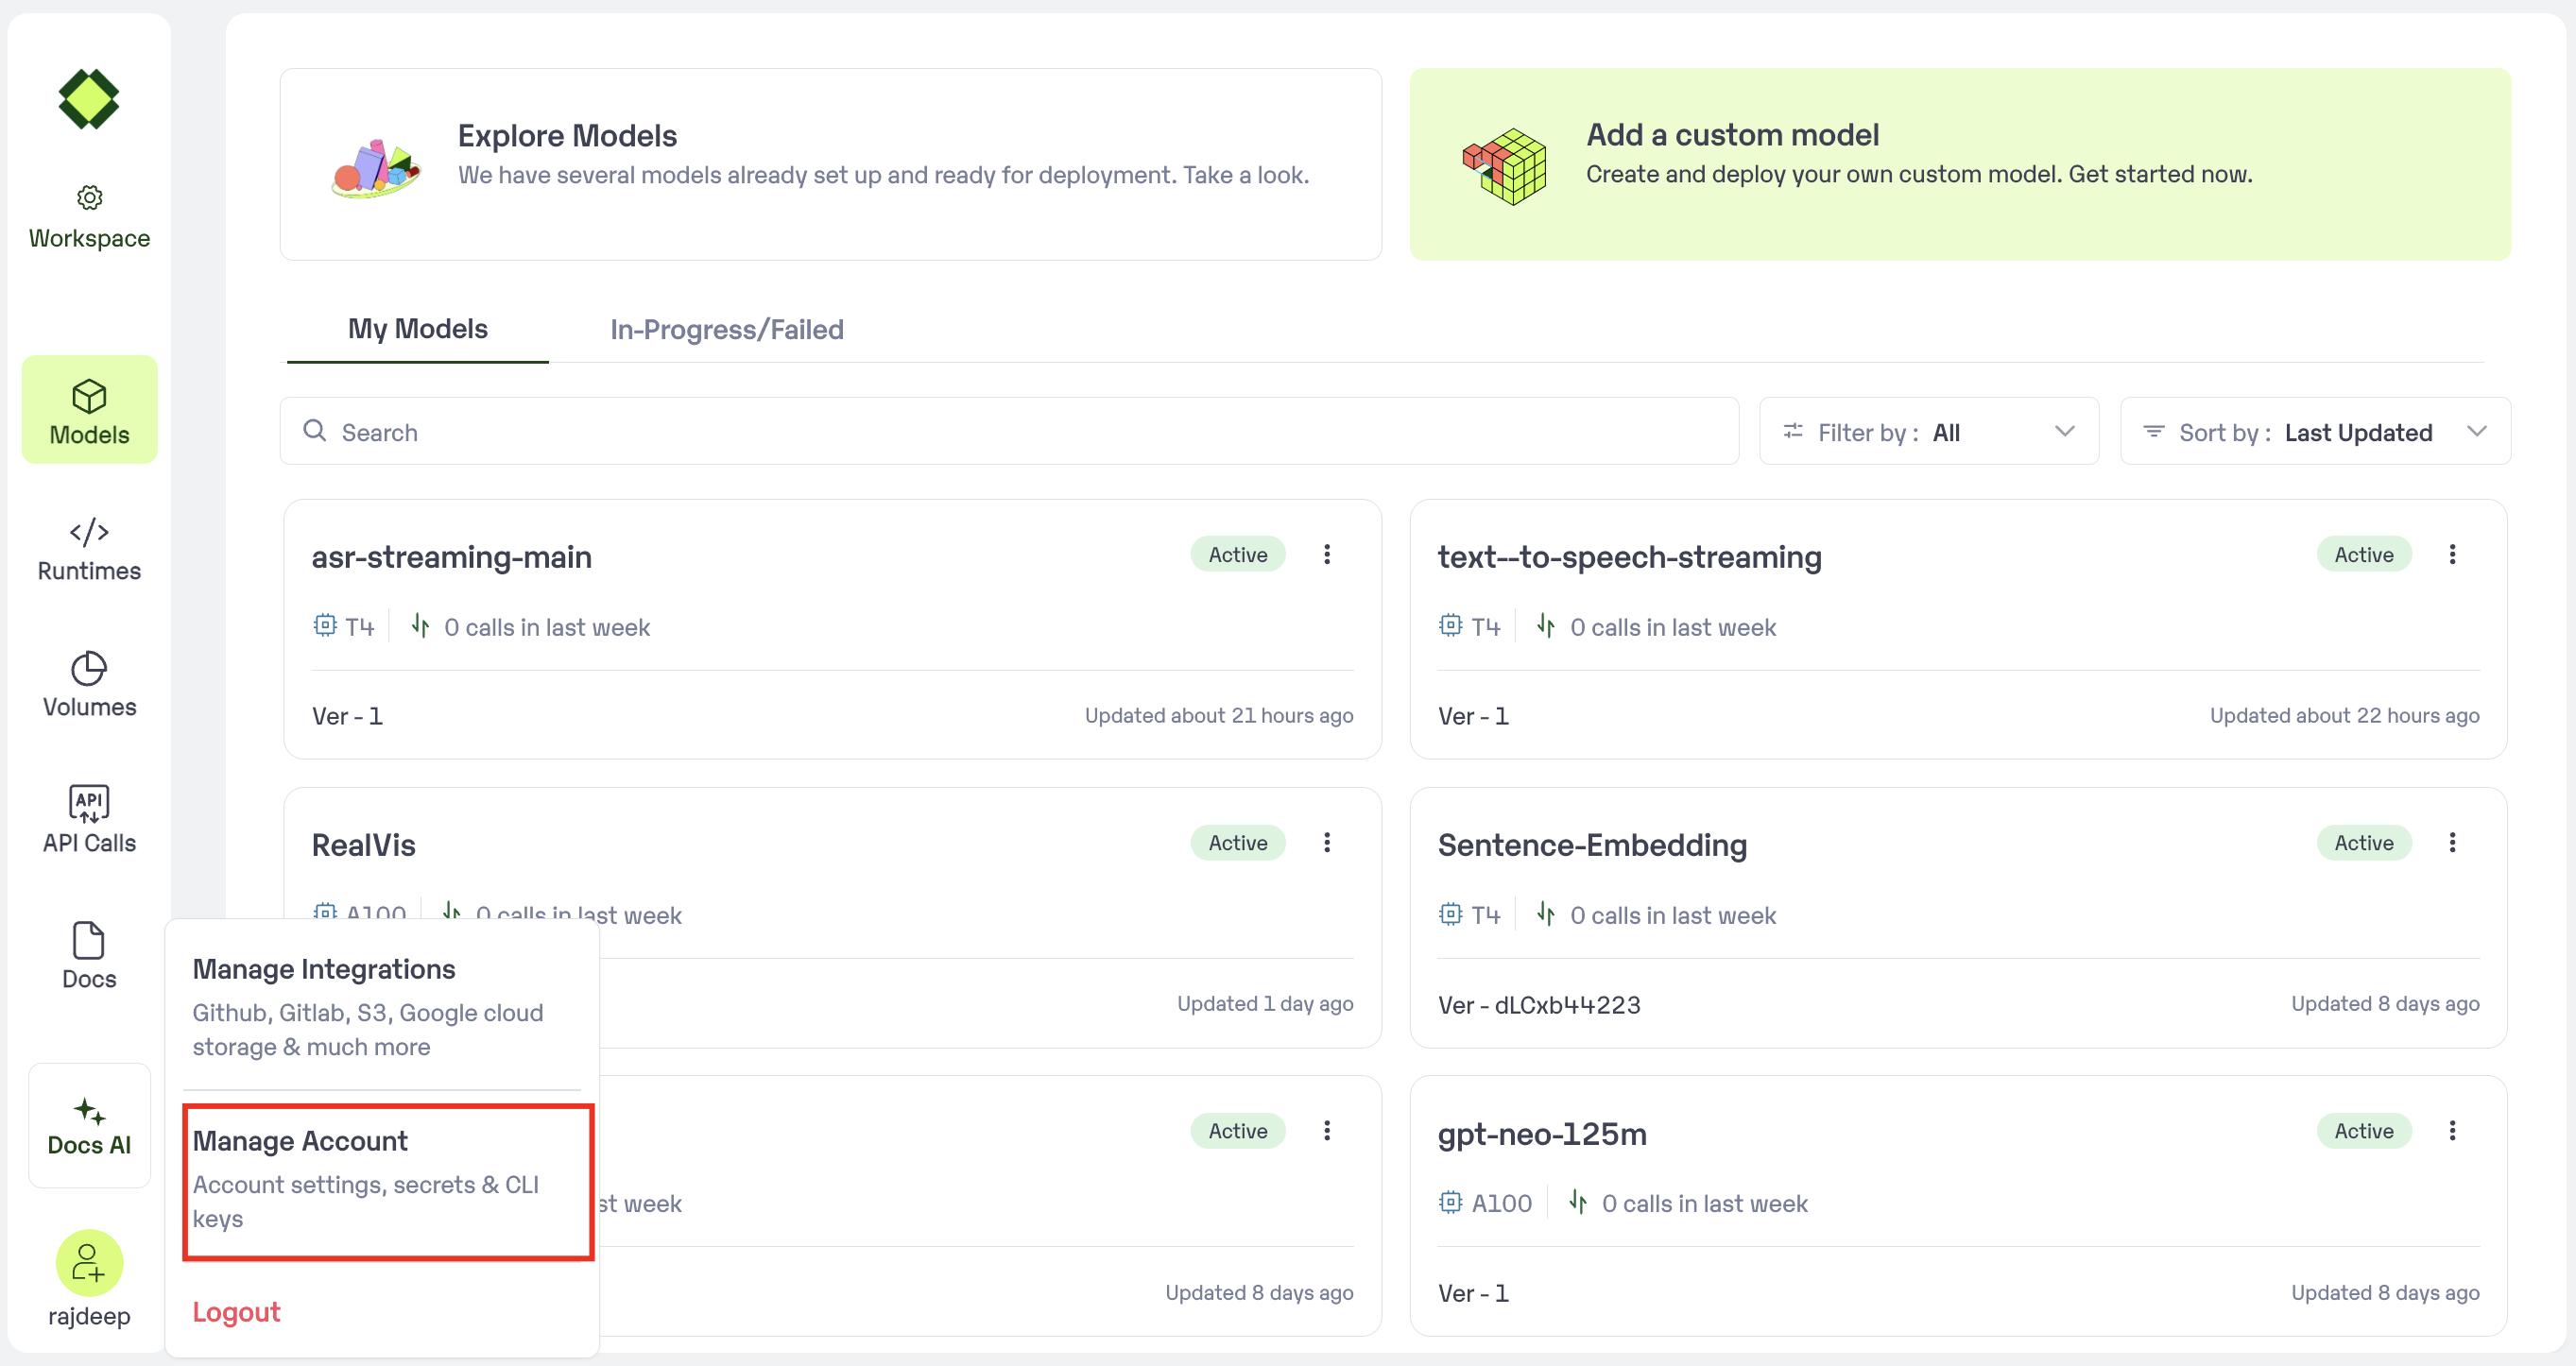 Workspace
Models
Runtimes
Volumes
API
API Calls
Docs
Docs AI
rajdeep
Explore Models
We have several models already set up and ready for deployment. Take a look.
Add a custom model
Create and deploy your own custom model. Get started now.
My Models
In-Progress/Failed
Search
Filter by : All
Sort by : Last Updated
asr-streaming-main
Active
T4
0 calls in last week
Ver - 1
Updated about 21 hours ago
text--to-speech-streaming
Active
T4
0 calls in last week
Ver - 1
Updated about 22 hours ago
RealVis
Active
A100
0 calls in last week
Updated 1 day ago
Sentence-Embedding
Active
T4
0 calls in last week
Ver - dLCxb44223
Updated 8 days ago
Active
week
Updated 8 days ago
gpt-neo-125m
Active
A100
0 calls in last week
Ver - 1
Updated 8 days ago
Manage Integrations
Github, Gitlab, S3, Google cloud
storage & much more
Manage Account
Account settings, secrets & CLI
keys
Logout